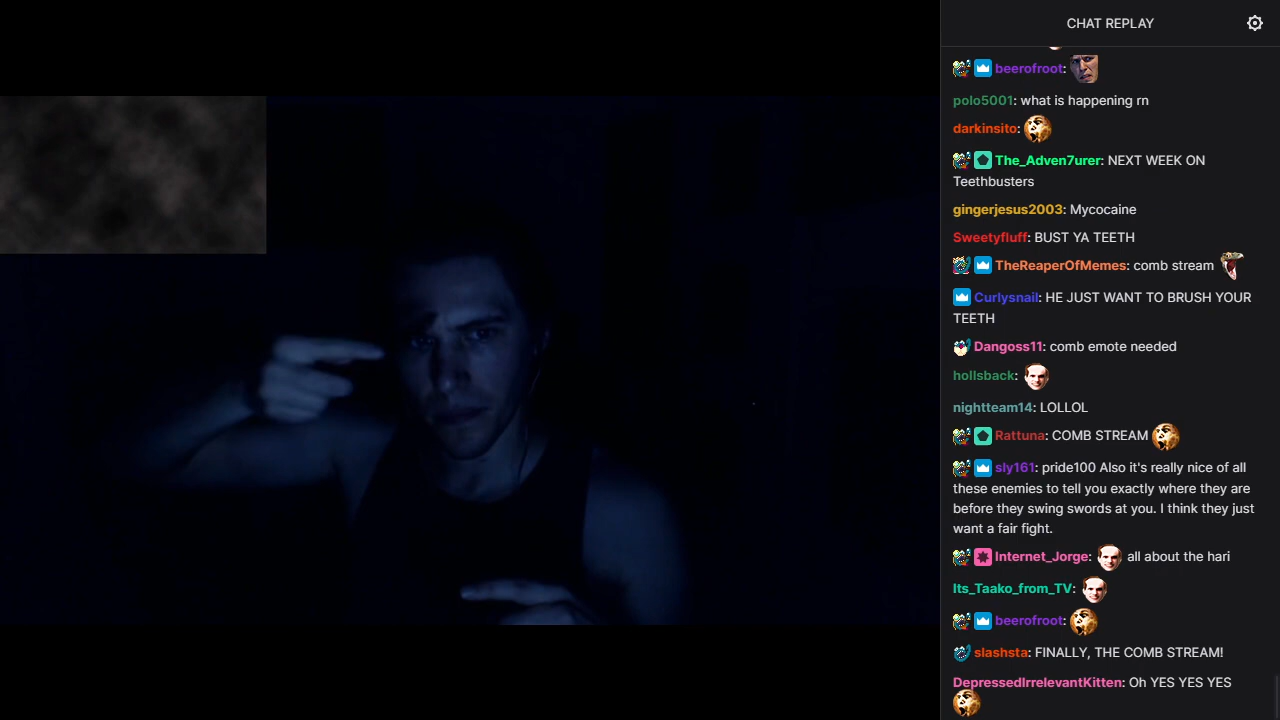 CHAT REPLAY
beerofroot:
polo5001: what is happening rn
darkinsito:
The_Adven7urer: NEXT WEEK ON
Teethbusters
gingerjesus2003: Mycocaine
Sweetyfluff: BUST YA TEETH
TheReaperOfMemes: comb stream
Curlysnail: HE JUST WANT TO BRUSH YOUR
TEETH
Dangoss11: comb emote needed
hollsback:
nightteam14: LOLLOL
Rattuna: COMB STREAM
sly161: pride100 Also it's really nice of all
these enemies to tell you exactly where they are
before they swing swords at you. I think they just
want a fair fight.
Internet_Jorge: all about the hari
Its_Taako_from_TV:
beerofroot:
slashsta: FINALLY, THE COMB STREAM!
DepressedIrrelevantKitten: Oh YES YES YES